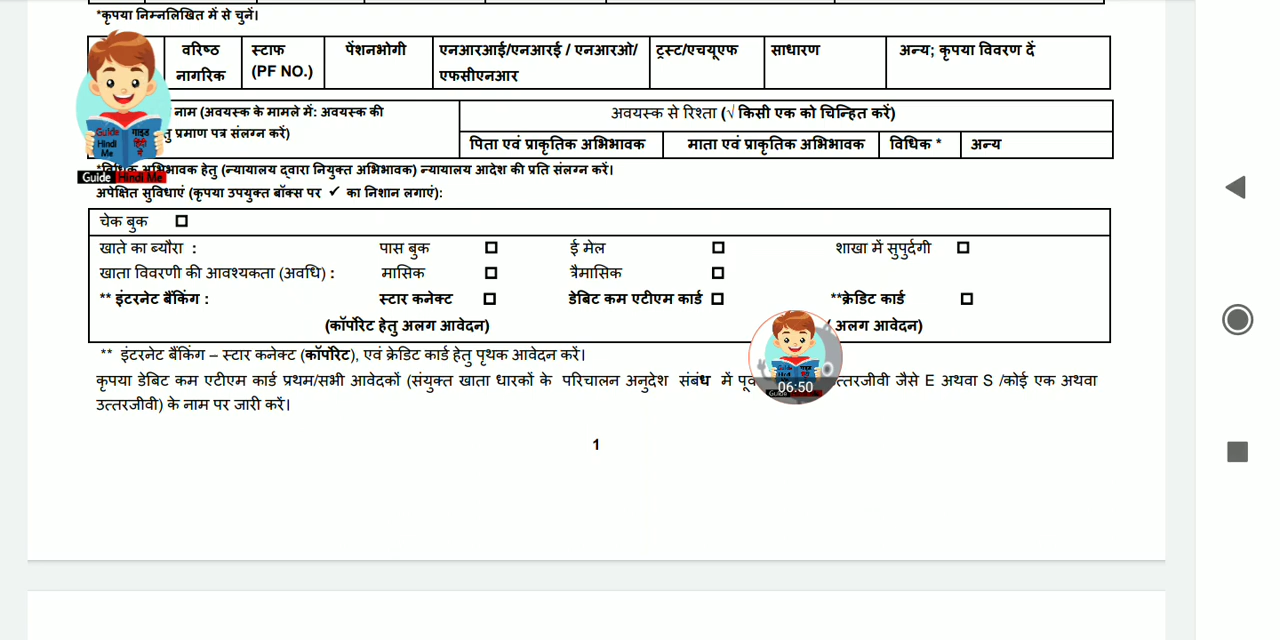 *कृपया निम्नलिखित में से चुनें।
वरिष्ठ नागरिक स्टाफ (PF NO.) पेंशनभोगी एनआरआई/एनआरई / एनआरओ/ एफसीएनआर ट्रस्ट/एचयूएफ साधारण अन्य; कृपया विवरण दें
नाम (अवयस्क के मामले में: अवयस्क की
अवयस्क से रिश्ता (√ किसी एक को चिन्हित करें)
प्रमाण पत्र संलग्न करें)
पिता एवं प्राकृतिक अभिभावक माता एवं प्राकृतिक अभिभावक विधिक * अन्य
Guide गाइड
Hindi हिंदी
Me में
Guide Hindi Me
*विधिक अभिभावक हेतु (न्यायालय द्वारा नियुक्त अभिभावक) न्यायालय आदेश की प्रति संलग्न करें।
अपेक्षित सुविधाएं (कृपया उपयुक्त बॉक्स पर ✓ का निशान लगाएं):
चेक बुक
खाते का ब्यौरा : पास बुक ई मेल शाखा में सुपुर्दगी
खाता विवरणी की आवश्यकता (अवधि) : मासिक त्रैमासिक
** इंटरनेट बैंकिंग : स्टार कनेक्ट डेबिट कम एटीएम कार्ड **क्रेडिट कार्ड
(कॉर्पोरेट हेतु अलग आवेदन) ( अलग आवेदन)
** इंटरनेट बैंकिंग – स्टार कनेक्ट (कॉर्पोरेट), एवं क्रेडिट कार्ड हेतु पृथक आवेदन करें।
कृपया डेबिट कम एटीएम कार्ड प्रथम/सभी आवेदकों (संयुक्त खाता धारकों के परिचालन अनुदेश संबंध में जैसे E अथवा S /कोई एक अथवा
उत्तरजीवी) के नाम पर जारी करें।
06:50
1